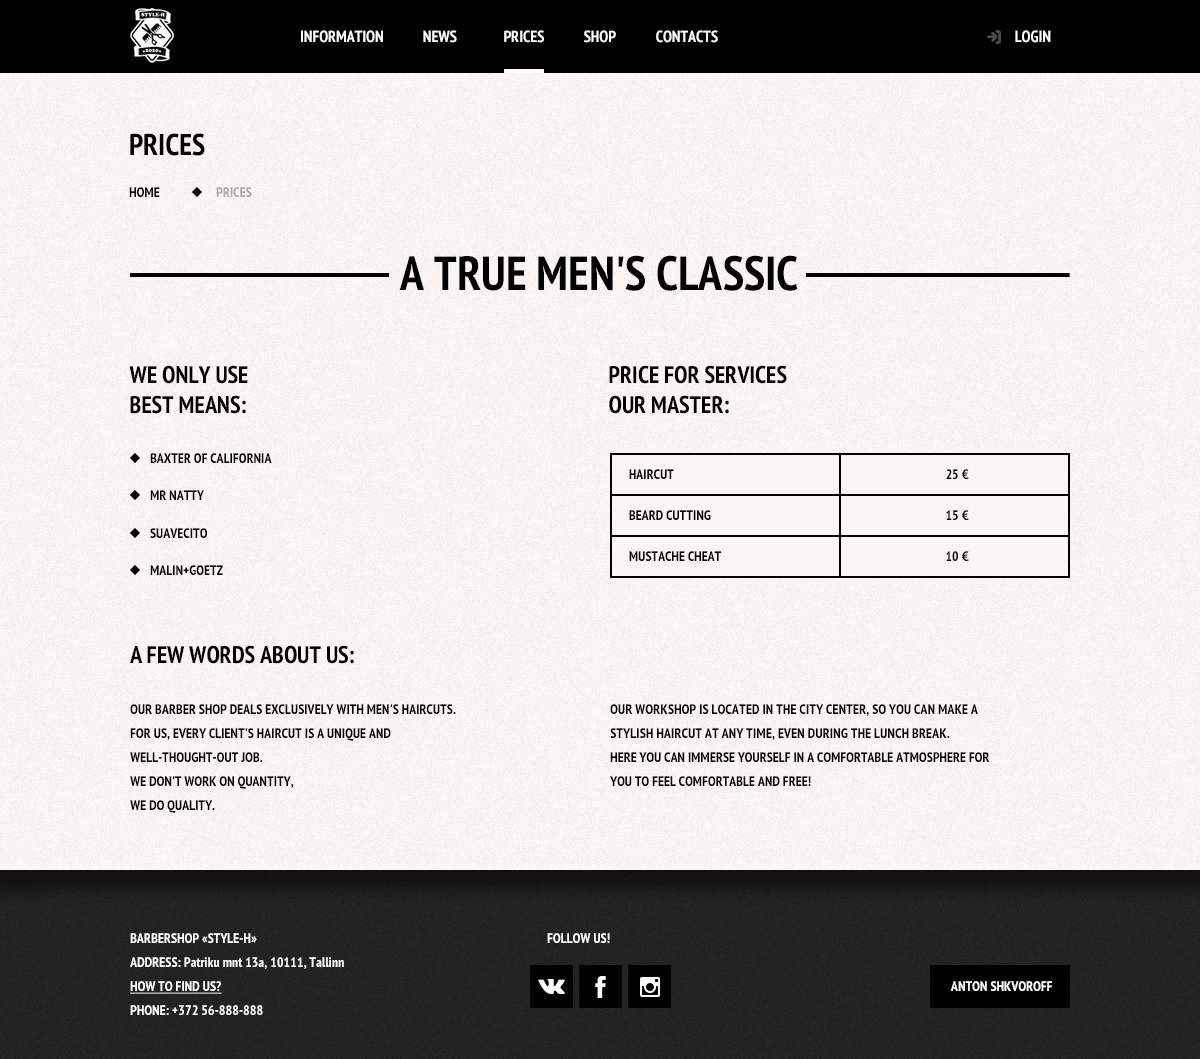 STYLE-H
2020
INFORMATION
NEWS
PRICES
SHOP
CONTACTS
LOGIN
PRICES
HOME
PRICES
A TRUE MEN'S CLASSIC
WE ONLY USE
BEST MEANS:
BAXTER OF CALIFORNIA
MR NATTY
SUAVECITO
MALIN+GOETZ
PRICE FOR SERVICES
OUR MASTER:
HAIRCUT 25 €
BEARD CUTTING 15 €
MUSTACHE CHEAT 10 €
A FEW WORDS ABOUT US:
OUR BARBER SHOP DEALS EXCLUSIVELY WITH MEN'S HAIRCUTS.
FOR US, EVERY CLIENT'S HAIRCUT IS A UNIQUE AND
WELL-THOUGHT-OUT JOB.
WE DON'T WORK ON QUANTITY,
WE DO QUALITY.
OUR WORKSHOP IS LOCATED IN THE CITY CENTER, SO YOU CAN MAKE A
STYLISH HAIRCUT AT ANY TIME, EVEN DURING THE LUNCH BREAK.
HERE YOU CAN IMMERSE YOURSELF IN A COMFORTABLE ATMOSPHERE FOR
YOU TO FEEL COMFORTABLE AND FREE!
BARBERSHOP «STYLE-H»
ADDRESS: Patriku mnt 13a, 10111, Tallinn
HOW TO FIND US?
PHONE: +372 56-888-888
FOLLOW US!
ANTON SHKVOROFF